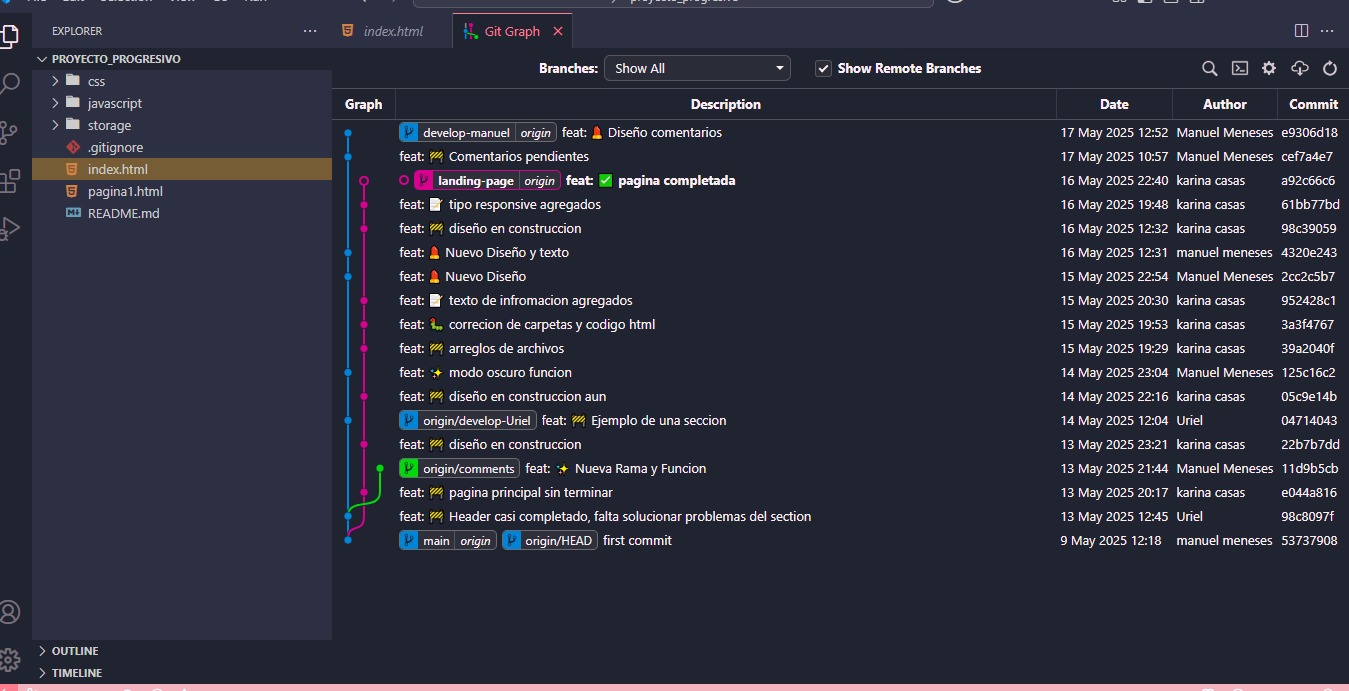 EXPLORER
index.html
Git Graph
PROYECTO_PROGRESIVO
css
javascript
storage
.gitignore
index.html
pagina1.html
README.md
OUTLINE
TIMELINE
Branches: Show All Show Remote Branches
Graph Description Date Author Commit
develop-manuel origin feat: Diseño comentarios 17 May 2025 12:52 Manuel Meneses e9306d18
feat: Comentarios pendientes 17 May 2025 10:57 Manuel Meneses cef7a4e7
landing-page origin feat: pagina completada 16 May 2025 22:40 karina casas a92c66c6
feat: tipo responsive agregados 16 May 2025 19:48 karina casas 61bb77bd
feat: diseño en construccion 16 May 2025 12:32 karina casas 98c39059
feat: Nuevo Diseño y texto 16 May 2025 12:31 manuel meneses 4320e243
feat: Nuevo Diseño 15 May 2025 22:54 Manuel Meneses 2cc2c5b7
feat: texto de infromacion agregados 15 May 2025 20:30 karina casas 952428c1
feat: correcion de carpetas y codigo html 15 May 2025 19:53 karina casas 3a3f4767
feat: arreglos de archivos 15 May 2025 19:29 karina casas 39a2040f
feat: modo oscuro funcion 14 May 2025 23:04 Manuel Meneses 125c16c2
feat: diseño en construccion aun 14 May 2025 22:16 karina casas 05c9e14b
origin/develop-Uriel feat: Ejemplo de una seccion 14 May 2025 12:04 Uriel 04714043
feat: diseño en construccion 13 May 2025 23:21 karina casas 22b7b7dd
origin/comments feat: Nueva Rama y Funcion 13 May 2025 21:44 Manuel Meneses 11d9b5cb
feat: pagina principal sin terminar 13 May 2025 20:17 karina casas e044a816
feat: Header casi completado, falta solucionar problemas del section 13 May 2025 12:45 Uriel 98c8097f
main origin origin/HEAD first commit 9 May 2025 12:18 manuel meneses 53737908